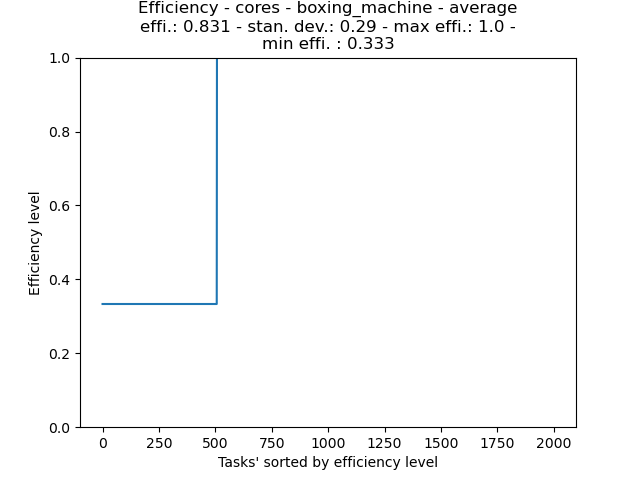 Efficiency - cores - boxing_machine - average
effi.: 0.831 - stan. dev.: 0.29 - max effi.: 1.0 -
min effi. : 0.333
1.0
0.8
0.6
0.4
0.2
0.0
Efficiency level
0 250 500 750 1000 1250 1500 1750 2000
Tasks' sorted by efficiency level